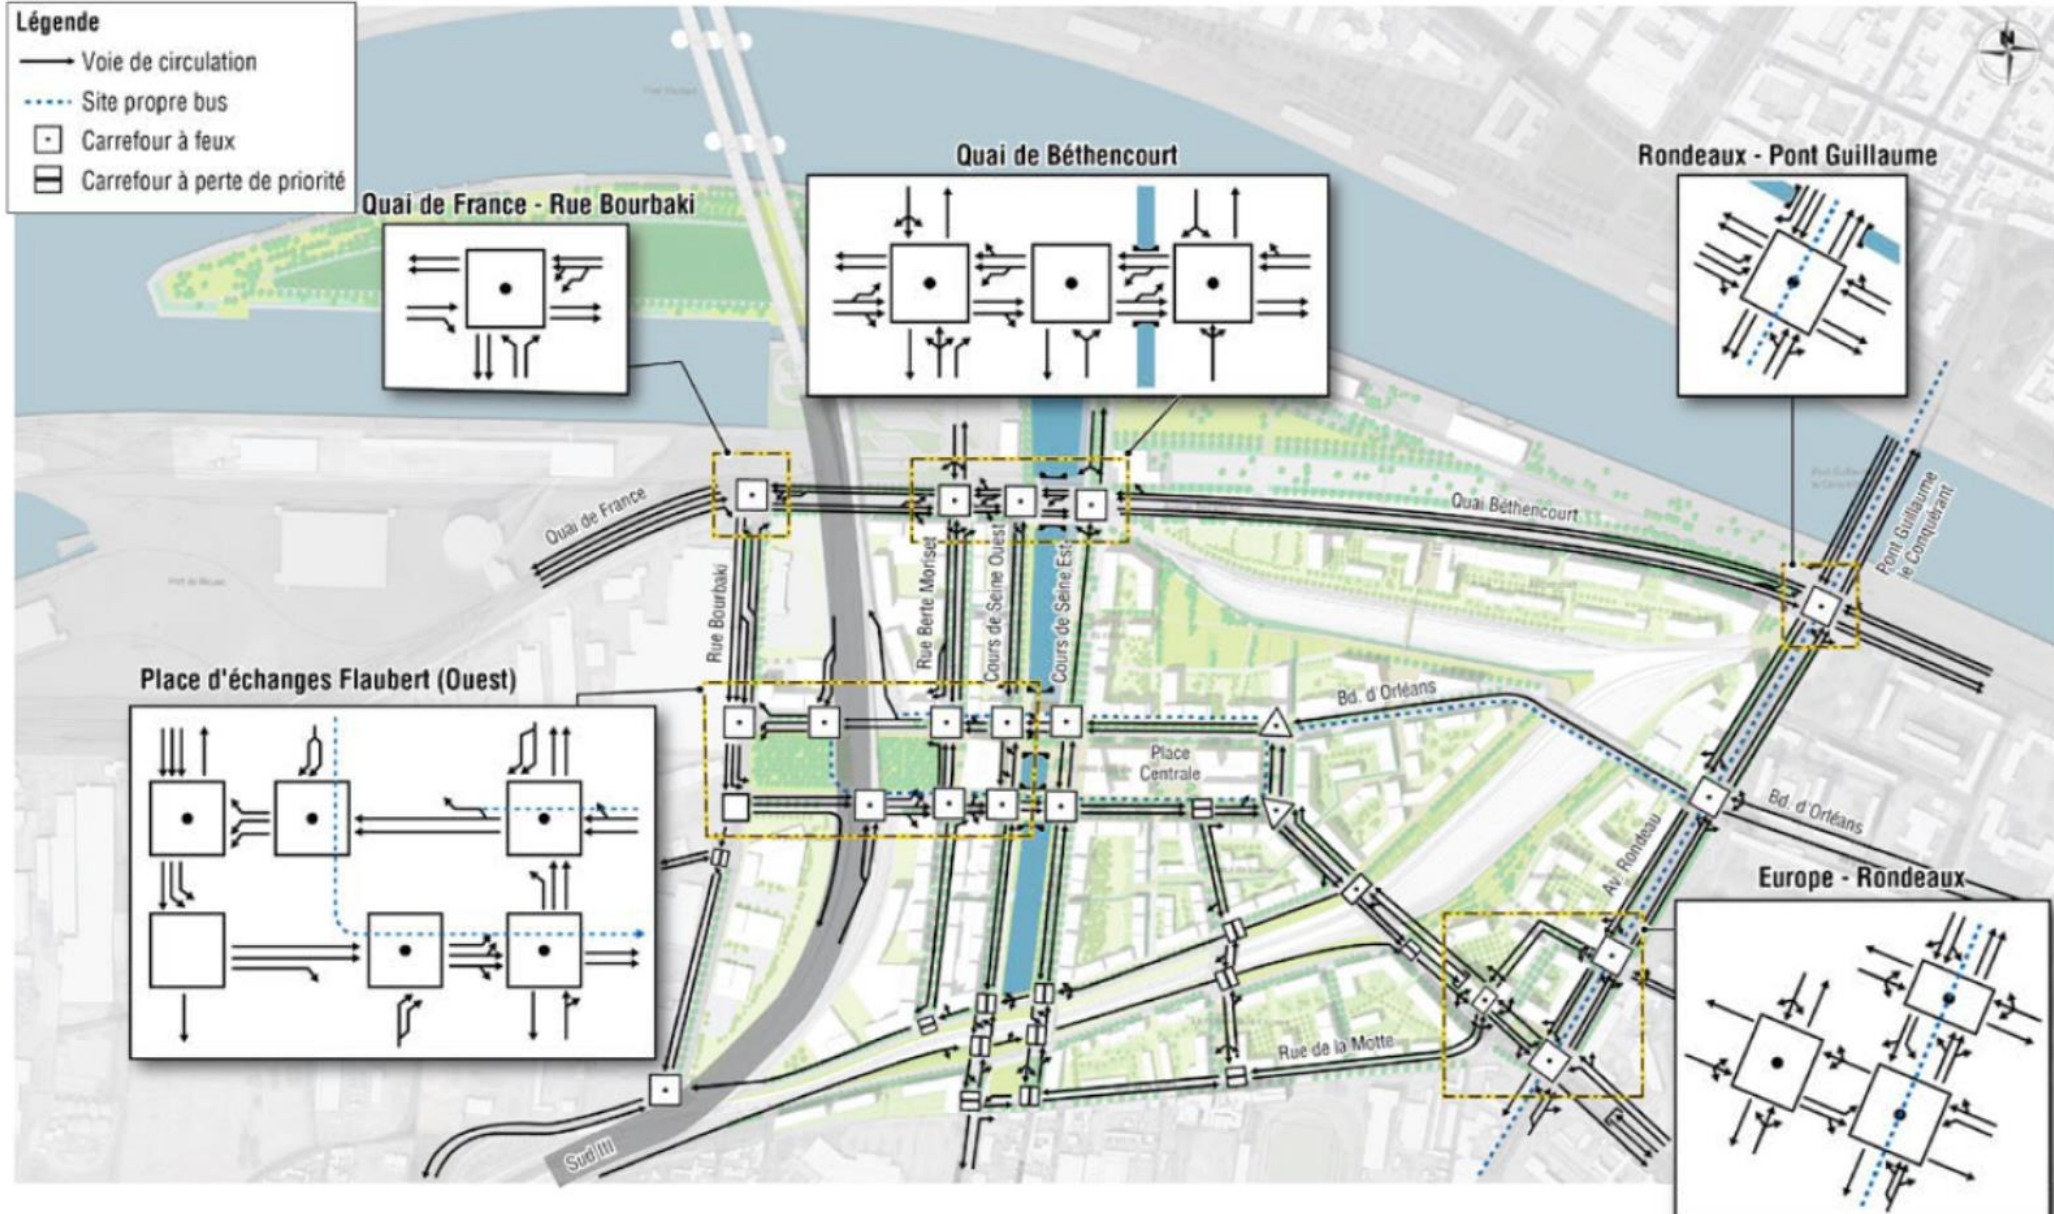 Légende
Voie de circulation
Site propre bus
Carrefour à feux
Carrefour à perte de priorité
N
Quai de France - Rue Bourbaki
Quai de Béthencourt
Rondeaux - Pont Guillaume
Quai de France
Quai Béthencourt
Pont Guillaume
le Conquérant
Rue Bourbaki
Rue Berte Moriset
Cours de Seine Ouest
Cours de Seine Est
Place d'échanges Flaubert (Ouest)
Bd. d'Orléans
Place
Centrale
Bd. d'Orléans
Av. Rondeau
Europe - Rondeaux
Rue de la Motte
Sud III